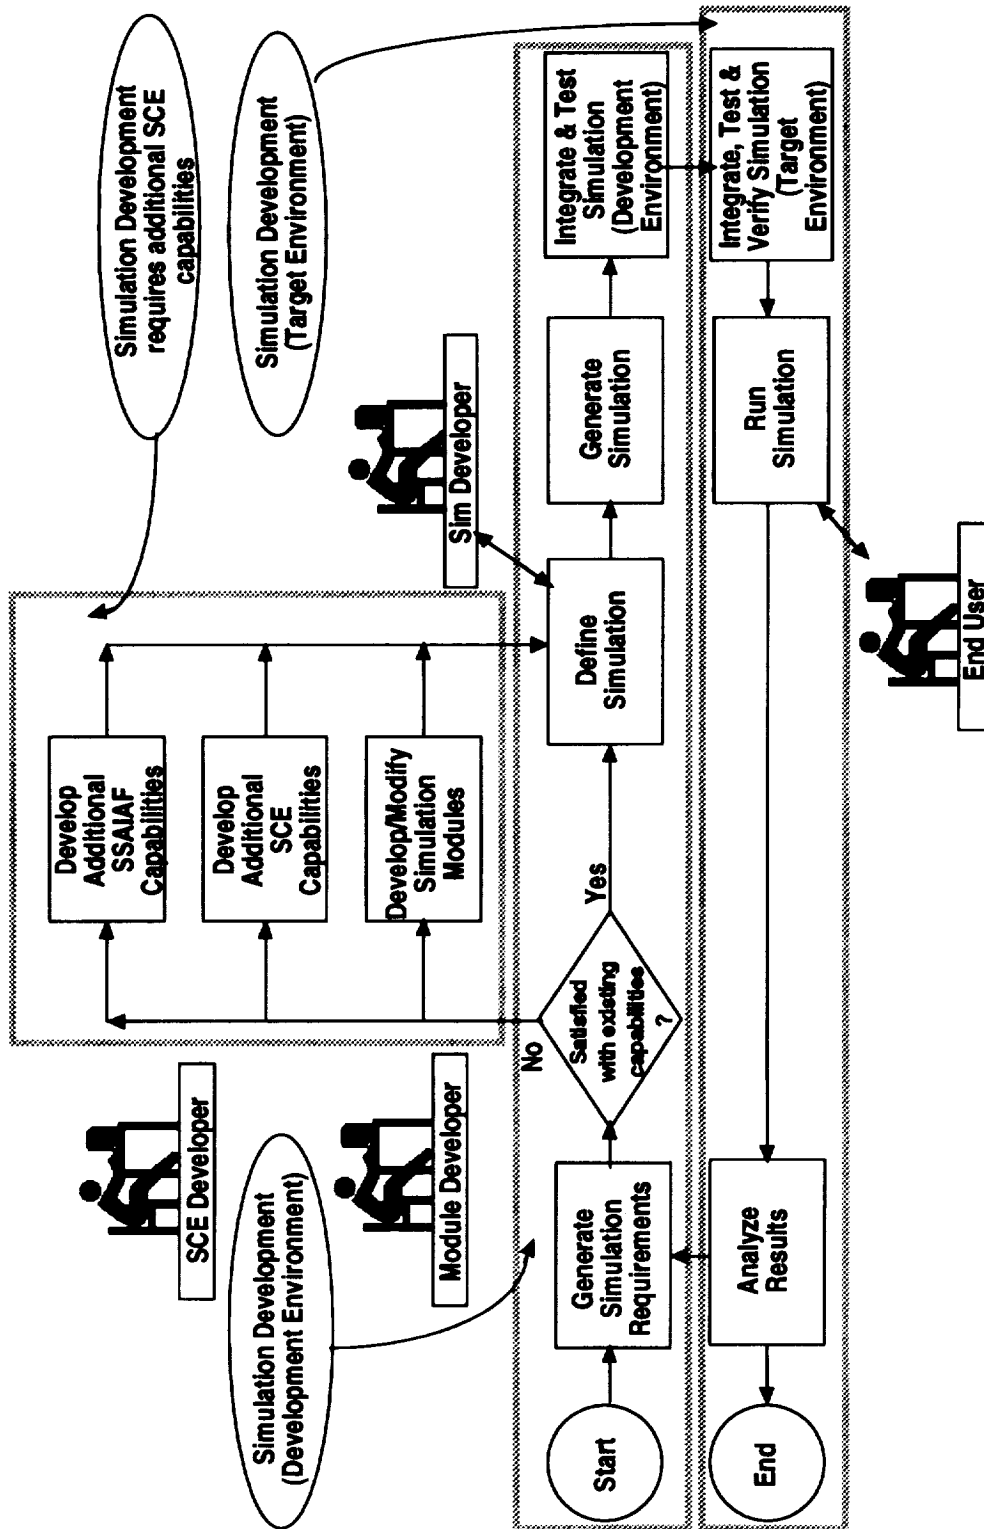 Simulation Development
requires additional SCE
capabilities
Simulation Development
(Target Environment)
SCE Developer
Simulation Development
(Development Environment)
Module Developer
Develop
Additional
SSAIAF
Capabilities
Develop
Additional
SCE
Capabilities
Develop/Modify
Simulation
Modules
Sim Developer
Start
Generate
Simulation
Requirements
Satisfied
with existing
capabilities
?
No
Yes
Define
Simulation
Generate
Simulation
Integrate & Test
Simulation
(Development
Environment)
Integrate, Test &
Verify Simulation
(Target
Environment)
Run
Simulation
End User
Analyze
Results
End